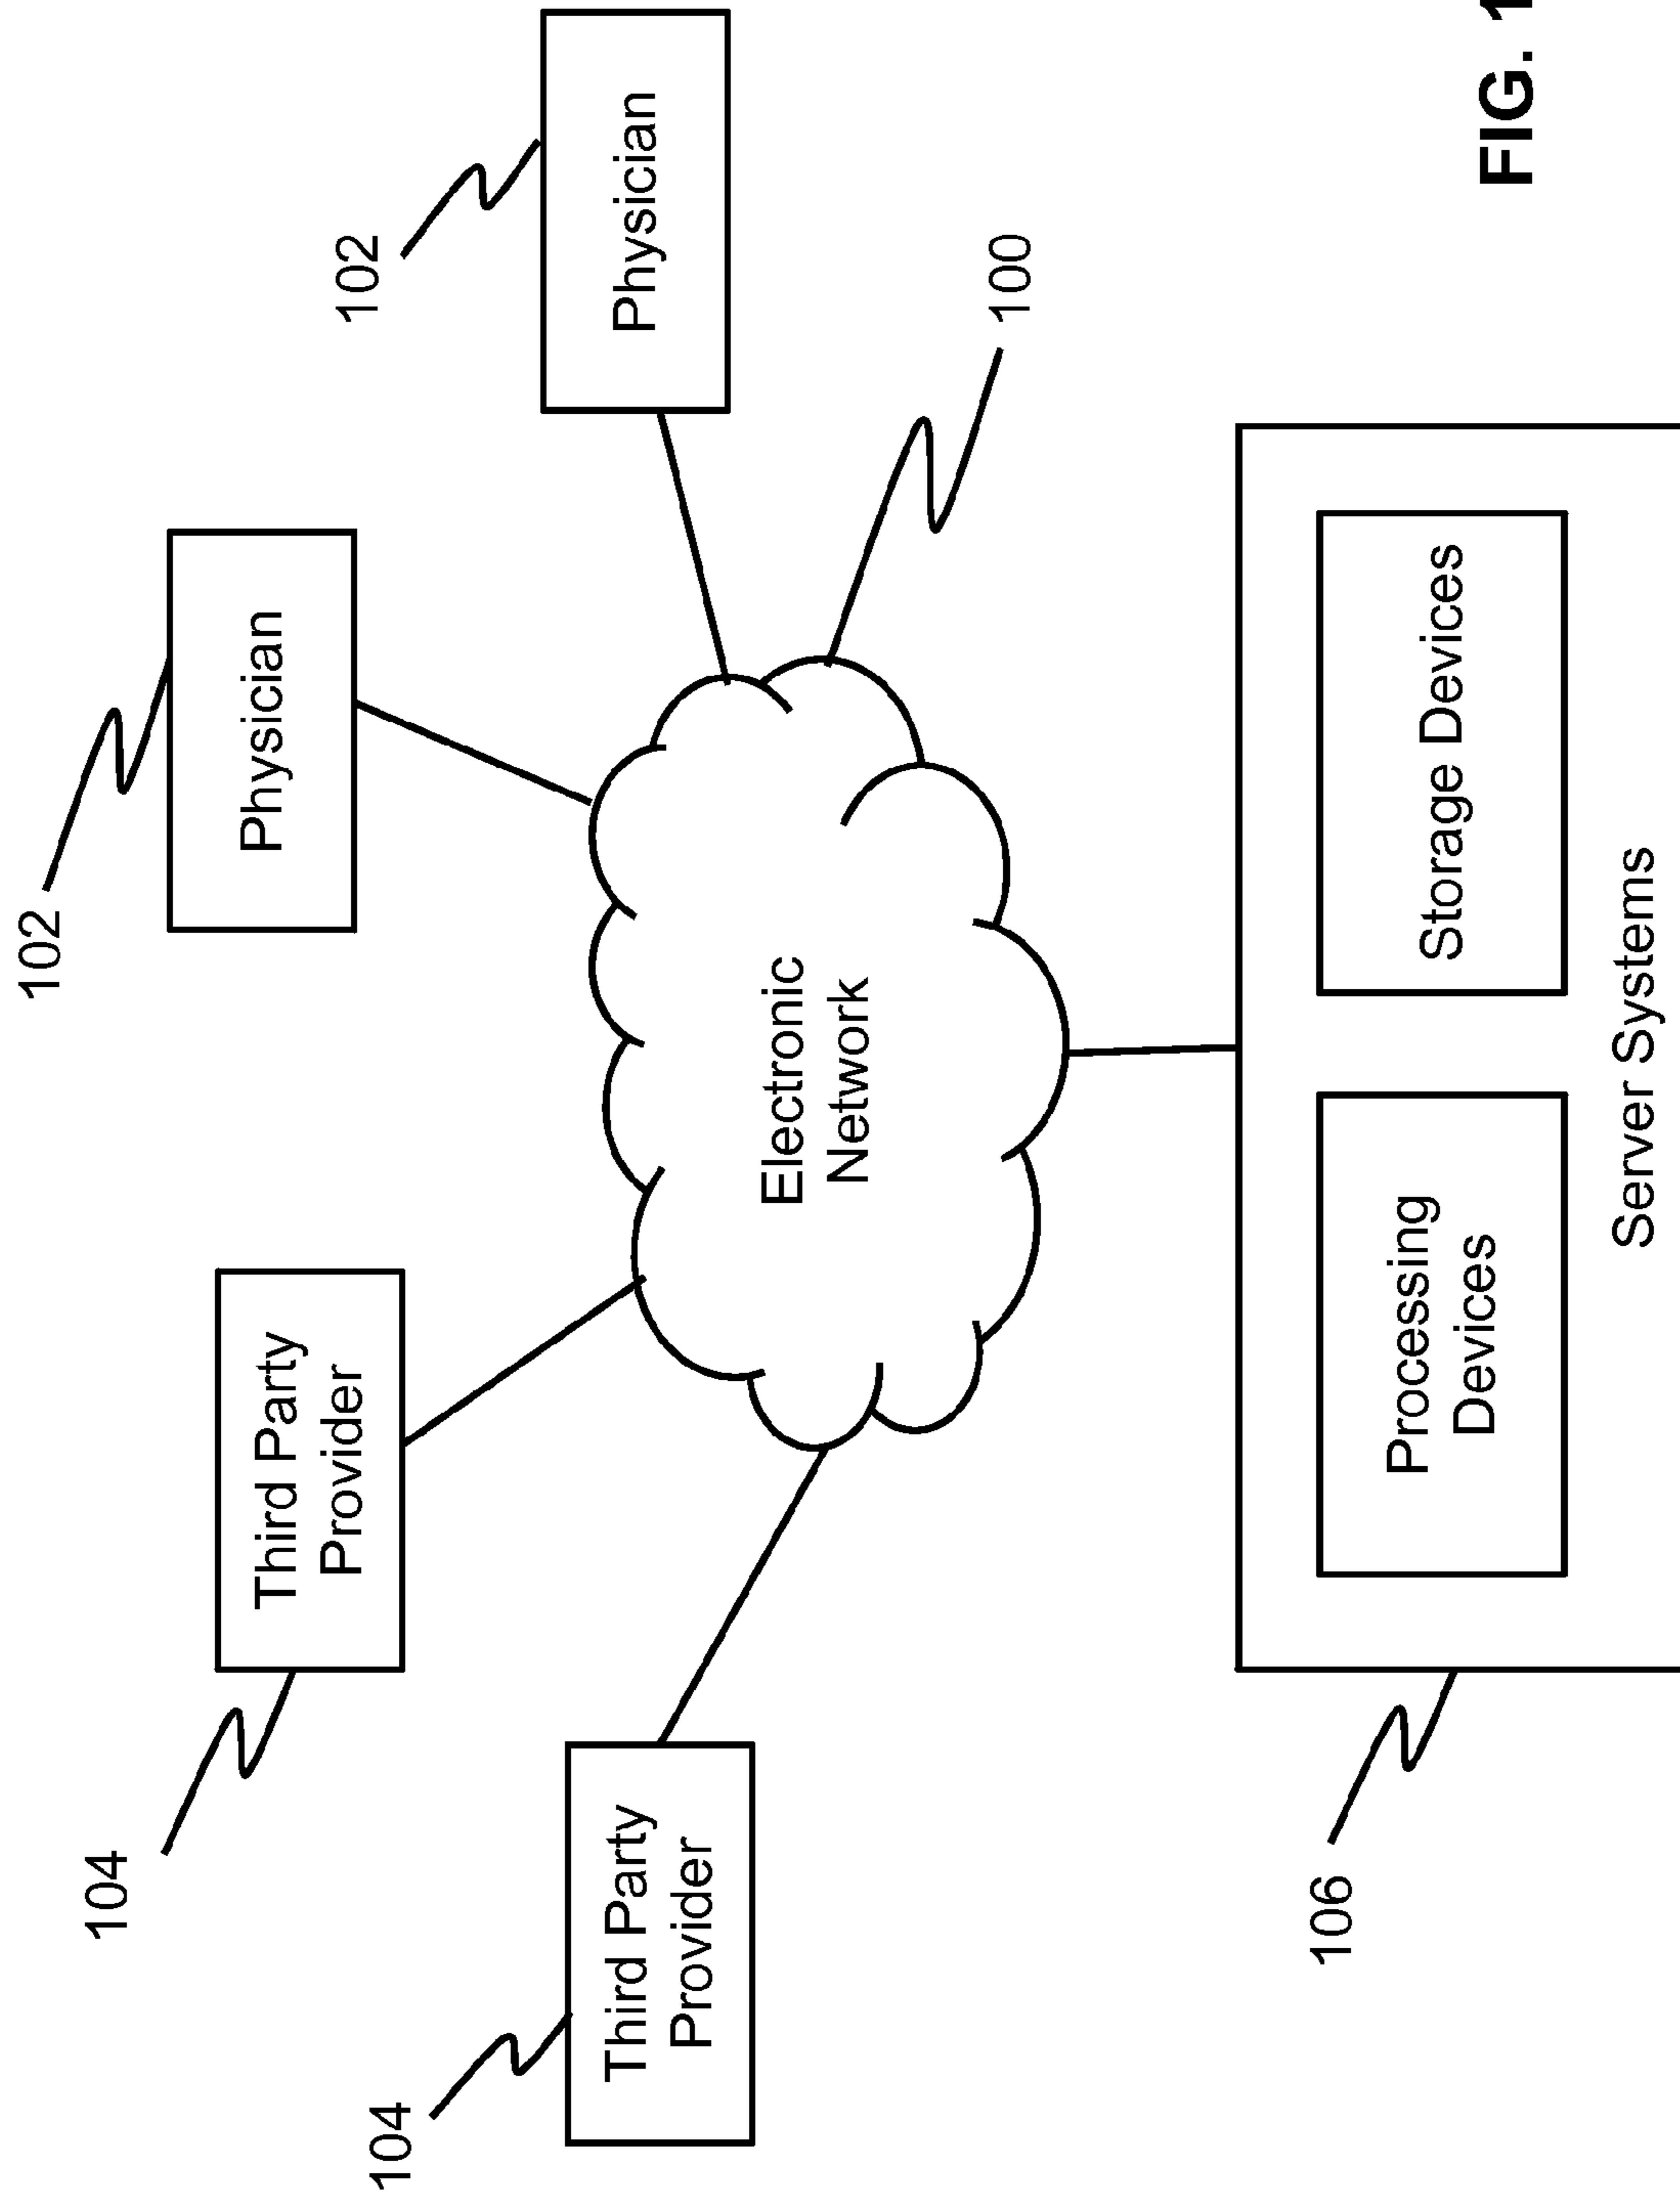 102
Physician
102
Physician
104
Third Party
Provider
104
Third Party
Provider
Electronic
Network
100
106
Processing
Devices
Storage Devices
Server Systems
FIG. 1